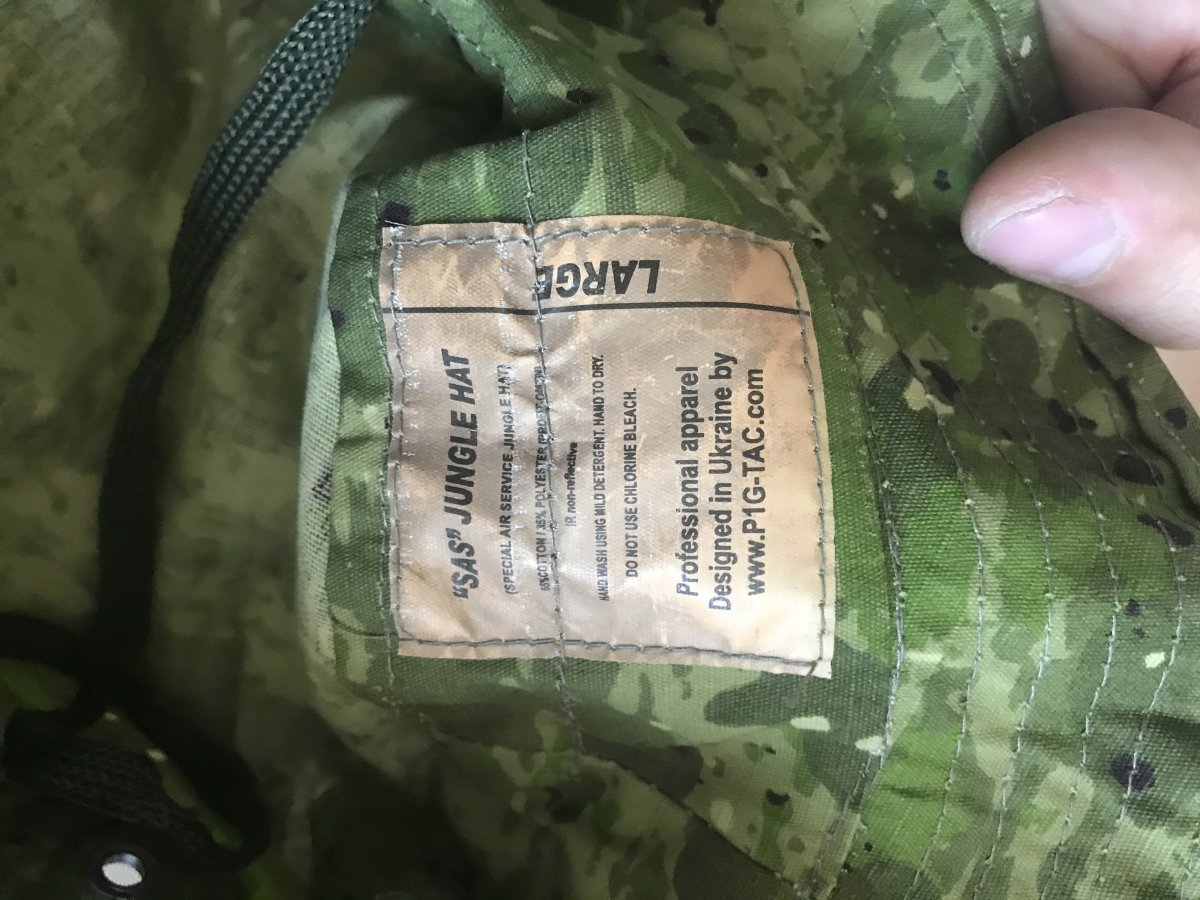 LARGE
"SAS" JUNGLE HAT
(SPECIAL AIR SERVICE JUNGLE HAT)
65%COTTON / 35% POLYESTER
IR non-reflective
HAND WASH USING MILD DETERGENT. HAND TO DRY.
DO NOT USE CHLORINE BLEACH.
Professional apparel
Designed in Ukraine by
www.P1G-TAC.com